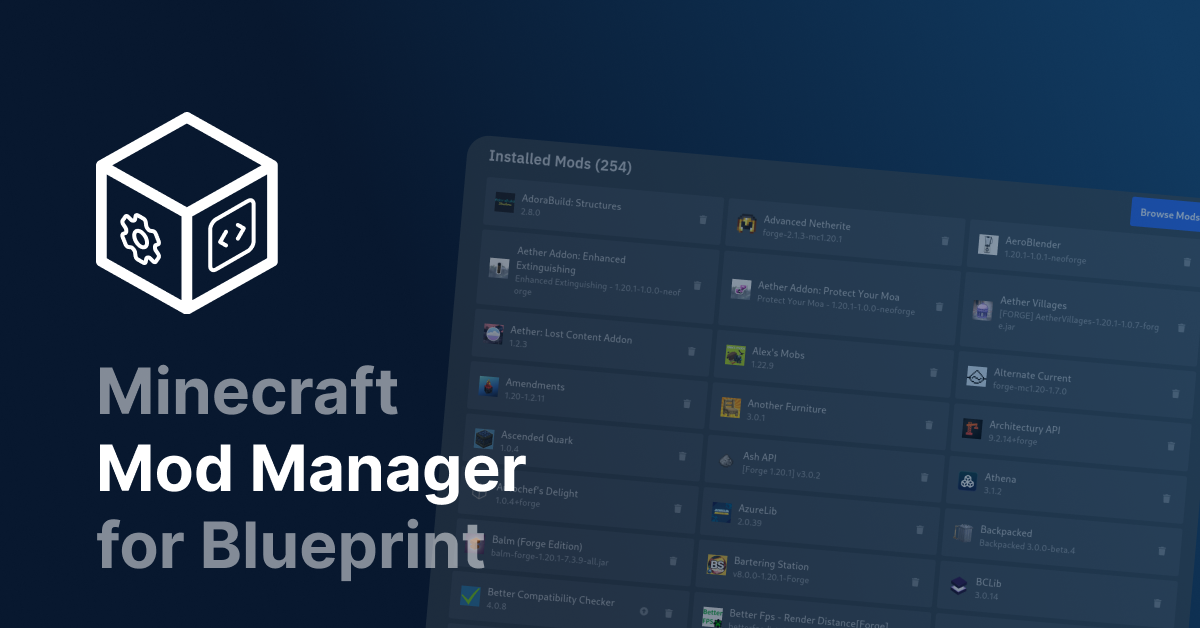 Minecraft
Mod Manager
for Blueprint
Installed Mods (254)
Browse Mods
AdoraBuild: Structures
2.8.0
Advanced Netherite
forge-2.1.3-mc1.20.1
AeroBlender
1.20.1-1.0.1-neoforge
Aether Addon: Enhanced
Extinguishing
Enhanced Extinguishing - 1.20.1-1.0.0-neof
orge
Aether Addon: Protect Your Moa
Protect Your Moa - 1.20.1-1.0.0-neoforge
Aether Villages
[FORGE] AetherVillages-1.20.1-1.0.7-forg
e.jar
Aether: Lost Content Addon
1.2.3
Alex's Mobs
1.22.9
Alternate Current
forge-mc1.20-1.7.0
Amendments
1.20-1.2.11
Another Furniture
3.0.1
Architectury API
9.2.14+forge
Ascended Quark
1.0.4
Ash API
[Forge 1.20.1] v3.0.2
Athena
3.1.2
chef's Delight
1.0.4+forge
AzureLib
2.0.39
Backpacked
Backpacked 3.0.0-beta.4
Balm (Forge Edition)
balm-forge-1.20.1-7.3.9-all.jar
Bartering Station
v8.0.0-1.20.1-Forge
BS
BCLib
3.0.14
Better Compatibility Checker
4.0.8
Better Fps - Render Distance[Forge]
Better
FPS